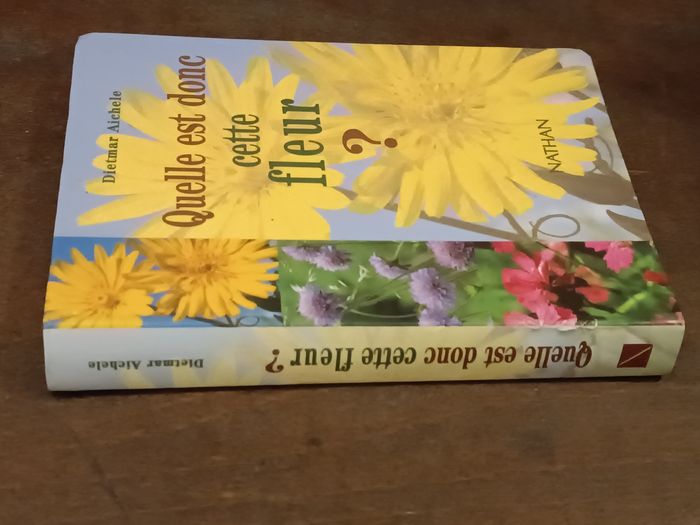 Dietmar Aichele
Quelle est donc
cette
fleur
?
NATHAN
Dietmar Aichele
Quelle est donc cette fleur ?